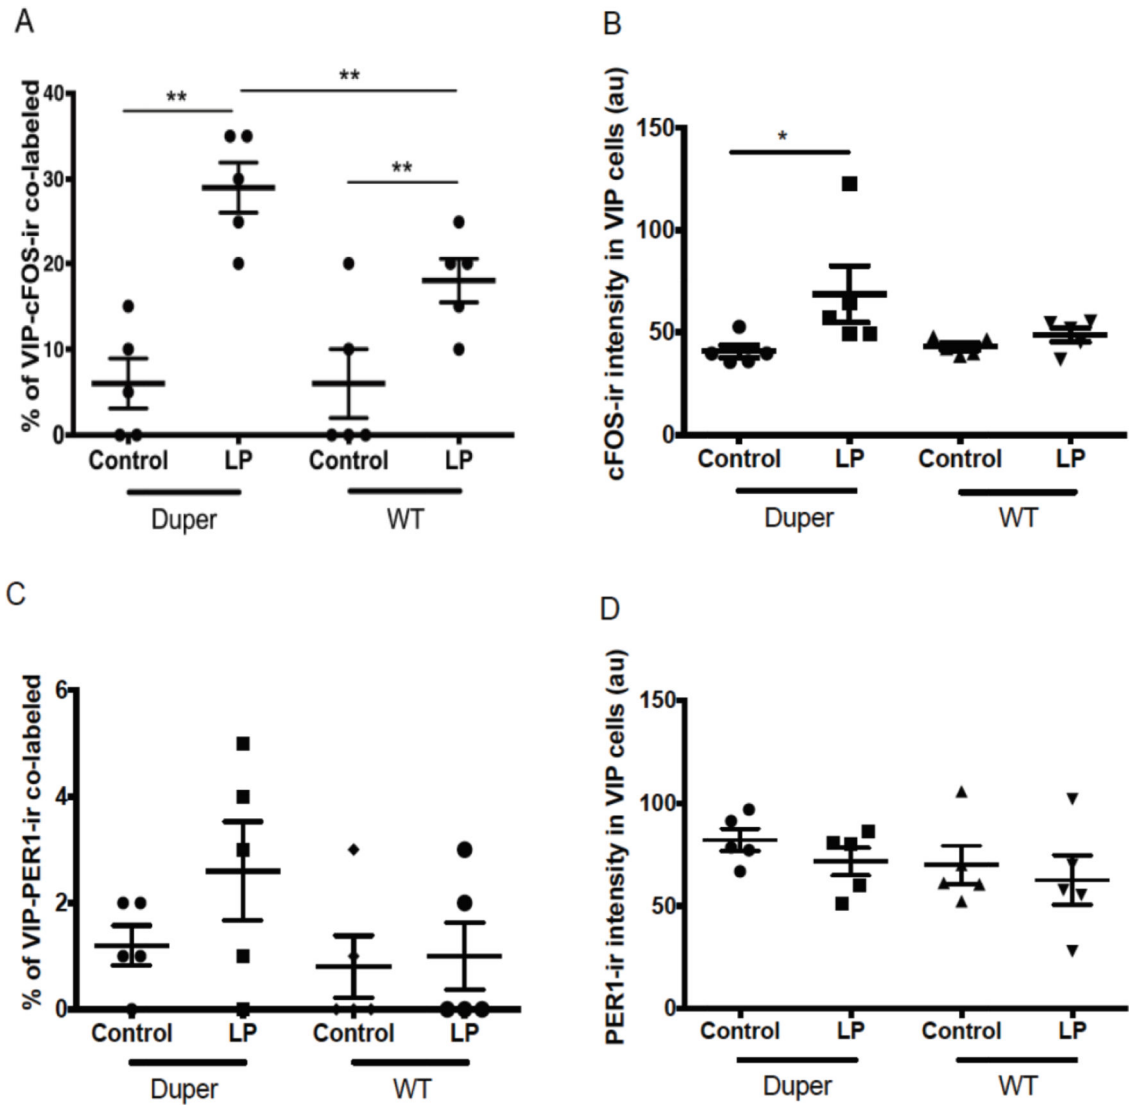 A
% of VIP-cFOS-ir co-labeled
40
30
20
10
0
**
**
**
Control LP Control LP
Duper WT
B
cFOS-ir intensity in VIP cells (au)
150
100
50
0
*
Control LP Control LP
Duper WT
C
% of VIP-PER1-ir co-labeled
6
4
2
0
Control LP Control LP
Duper WT
D
PER1-ir intensity in VIP cells (au)
150
100
50
0
Control LP Control LP
Duper WT